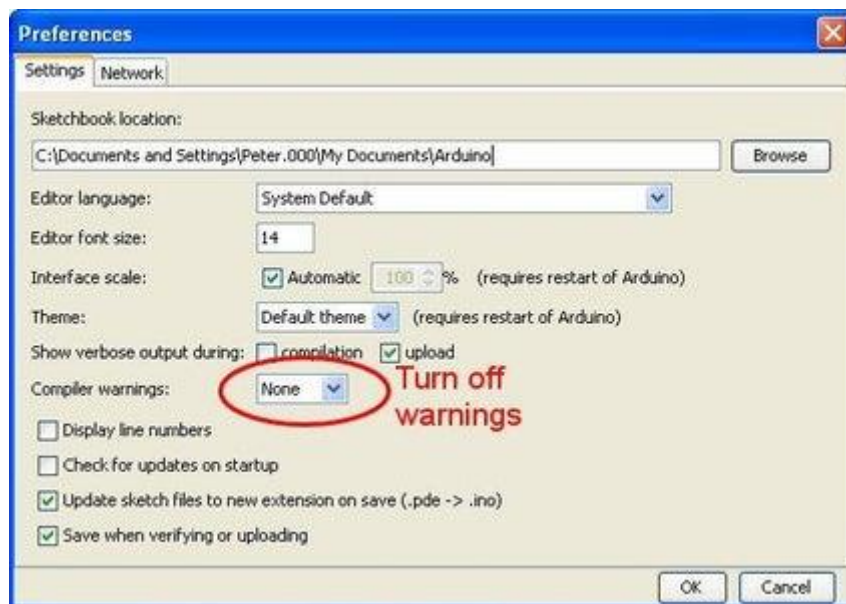 Preferences
Settings Network
Sketchbook location:
C:\Documents and Settings\Peter.000\My Documents\Arduino Browse
Editor language: System Default
Editor font size: 14
Interface scale: Automatic 100 % (requires restart of Arduino)
Theme: Default theme (requires restart of Arduino)
Show verbose output during: compilation upload
Compiler warnings: None Turn off
warnings
Display line numbers
Check for updates on startup
Update sketch files to new extension on save (.pde -> .ino)
Save when verifying or uploading
OK Cancel